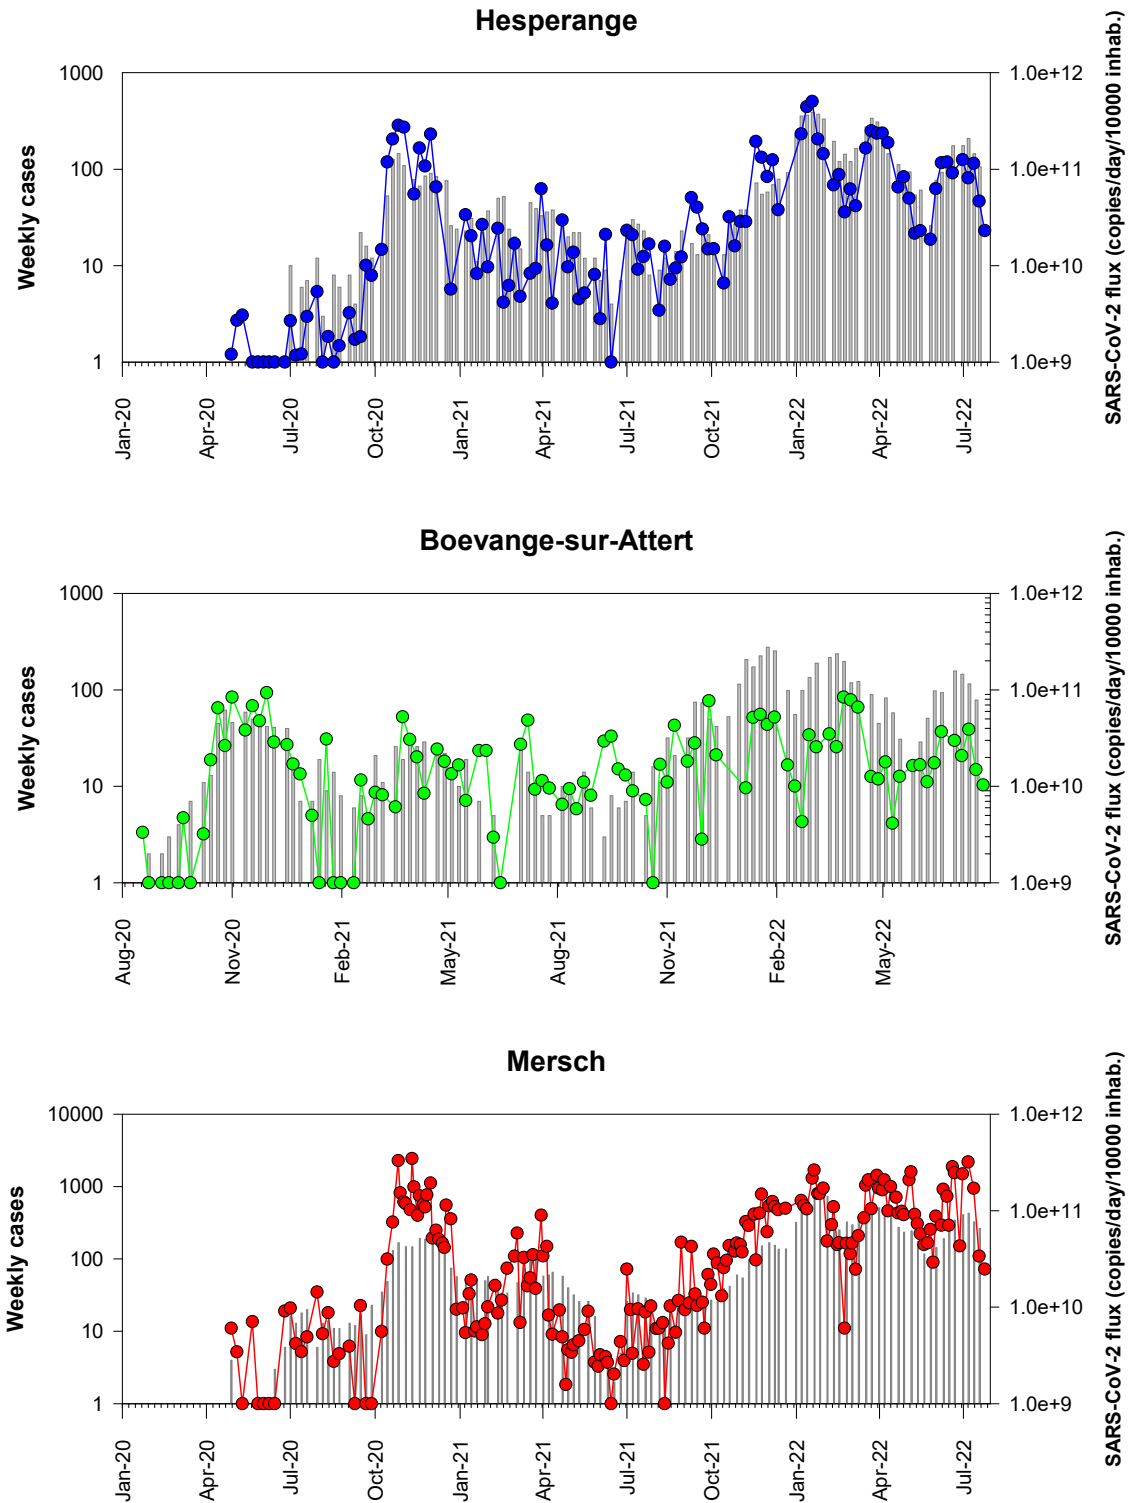 Hesperange
Weekly cases
SARS-CoV-2 flux (copies/day/10000 inhab.)
1000
100
10
1
1.0e+12
1.0e+11
1.0e+10
1.0e+9
Jan-20
Apr-20
Jul-20
Oct-20
Jan-21
Apr-21
Jul-21
Oct-21
Jan-22
Apr-22
Jul-22
Boevange-sur-Attert
Weekly cases
SARS-CoV-2 flux (copies/day/10000 inhab.)
1000
100
10
1
1.0e+12
1.0e+11
1.0e+10
1.0e+9
Aug-20
Nov-20
Feb-21
May-21
Aug-21
Nov-21
Feb-22
May-22
Mersch
Weekly cases
SARS-CoV-2 flux (copies/day/10000 inhab.)
10000
1000
100
10
1
1.0e+12
1.0e+11
1.0e+10
1.0e+9
Jan-20
Apr-20
Jul-20
Oct-20
Jan-21
Apr-21
Jul-21
Oct-21
Jan-22
Apr-22
Jul-22